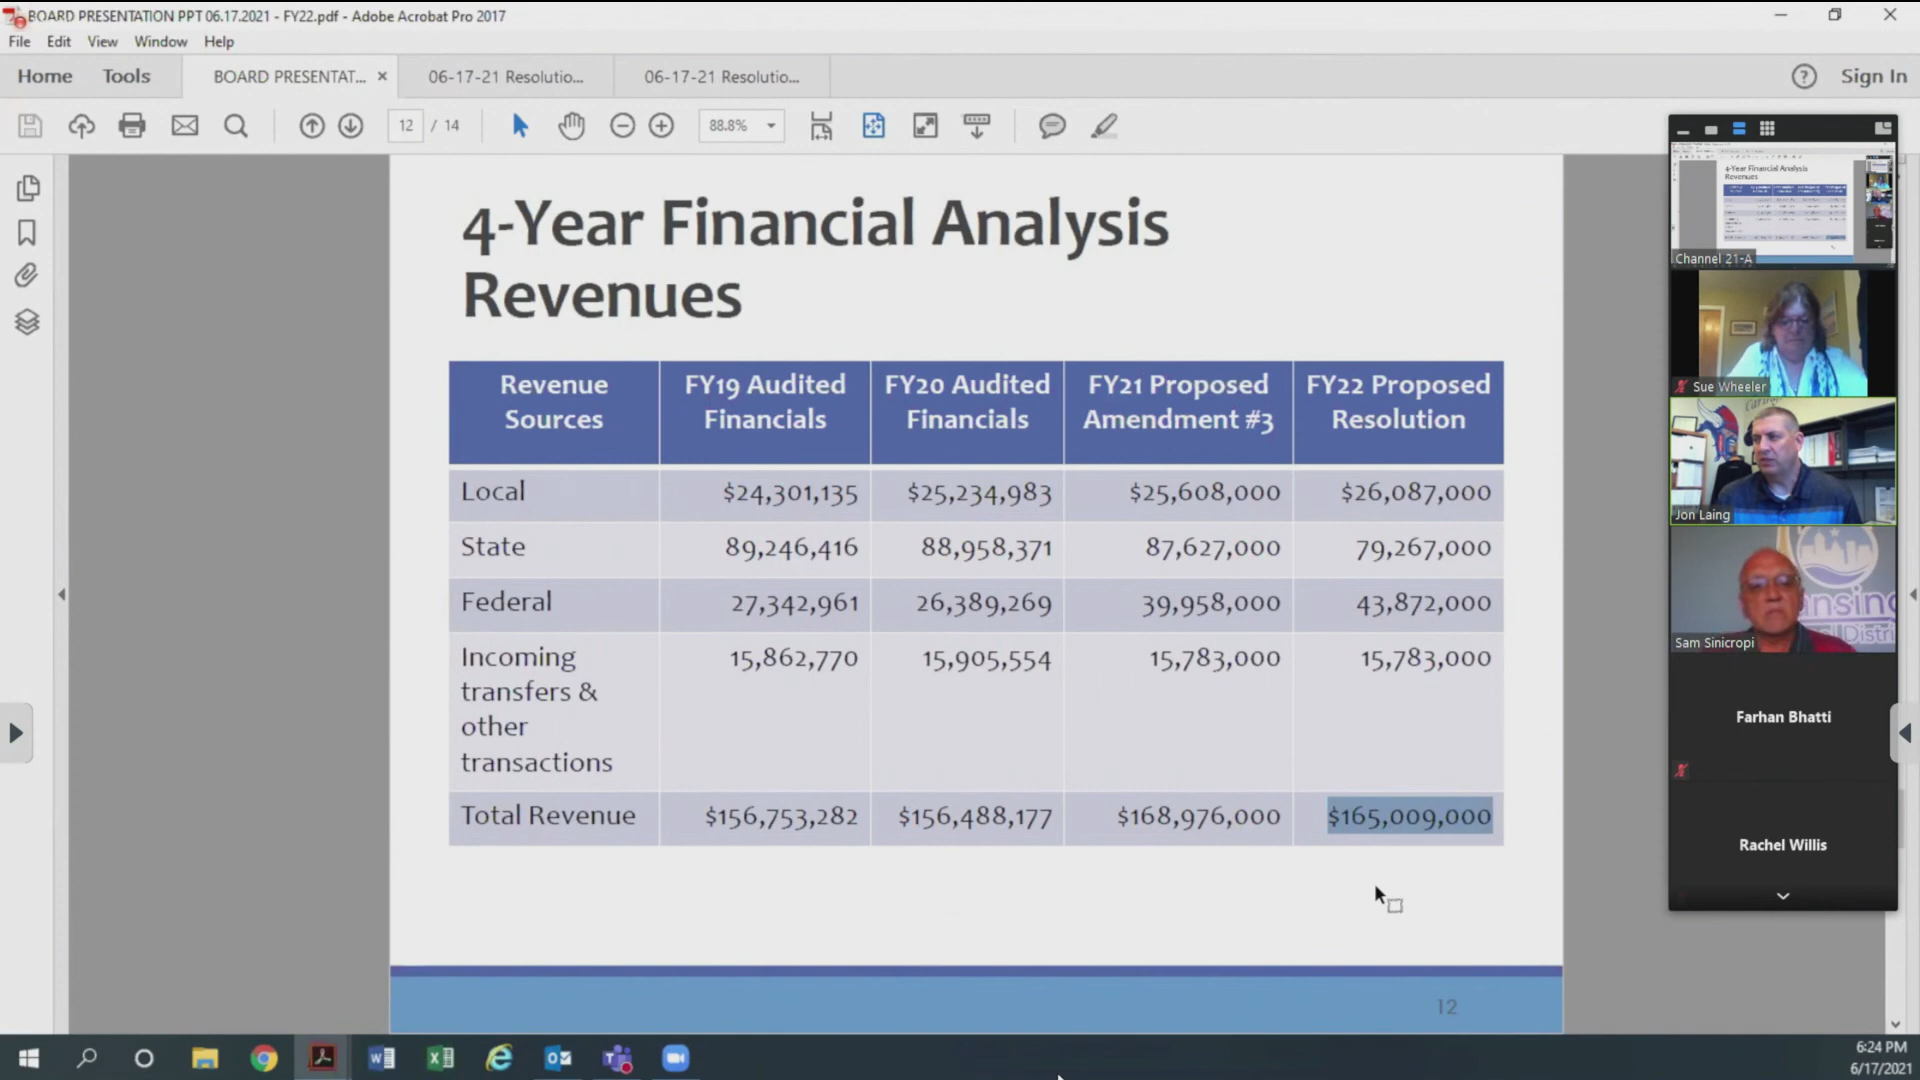 BOARD PRESENTATION PPT 06.17.2021 - FY22.pdf - Adobe Acrobat Pro 2017
File Edit View Window Help
Home Tools BOARD PRESENTAT... × 06-17-21 Resolutio... 06-17-21 Resolutio... Sign In
12 / 14 88.8%
4-Year Financial Analysis
Revenues
Revenue Sources FY19 Audited Financials FY20 Audited Financials FY21 Proposed Amendment #3 FY22 Proposed Resolution
Local $24,301,135 $25,234,983 $25,608,000 $26,087,000
State 89,246,416 88,958,371 87,627,000 79,267,000
Federal 27,342,961 26,389,269 39,958,000 43,872,000
Incoming transfers & other transactions 15,862,770 15,905,554 15,783,000 15,783,000
Total Revenue $156,753,282 $156,488,177 $168,976,000 $165,009,000
12
4-Year Financial Analysis
Revenues
Channel 21-A
Sue Wheeler
Jon Laing
Sam Sinicropi
Farhan Bhatti
Rachel Willis
6:24 PM
6/17/2021